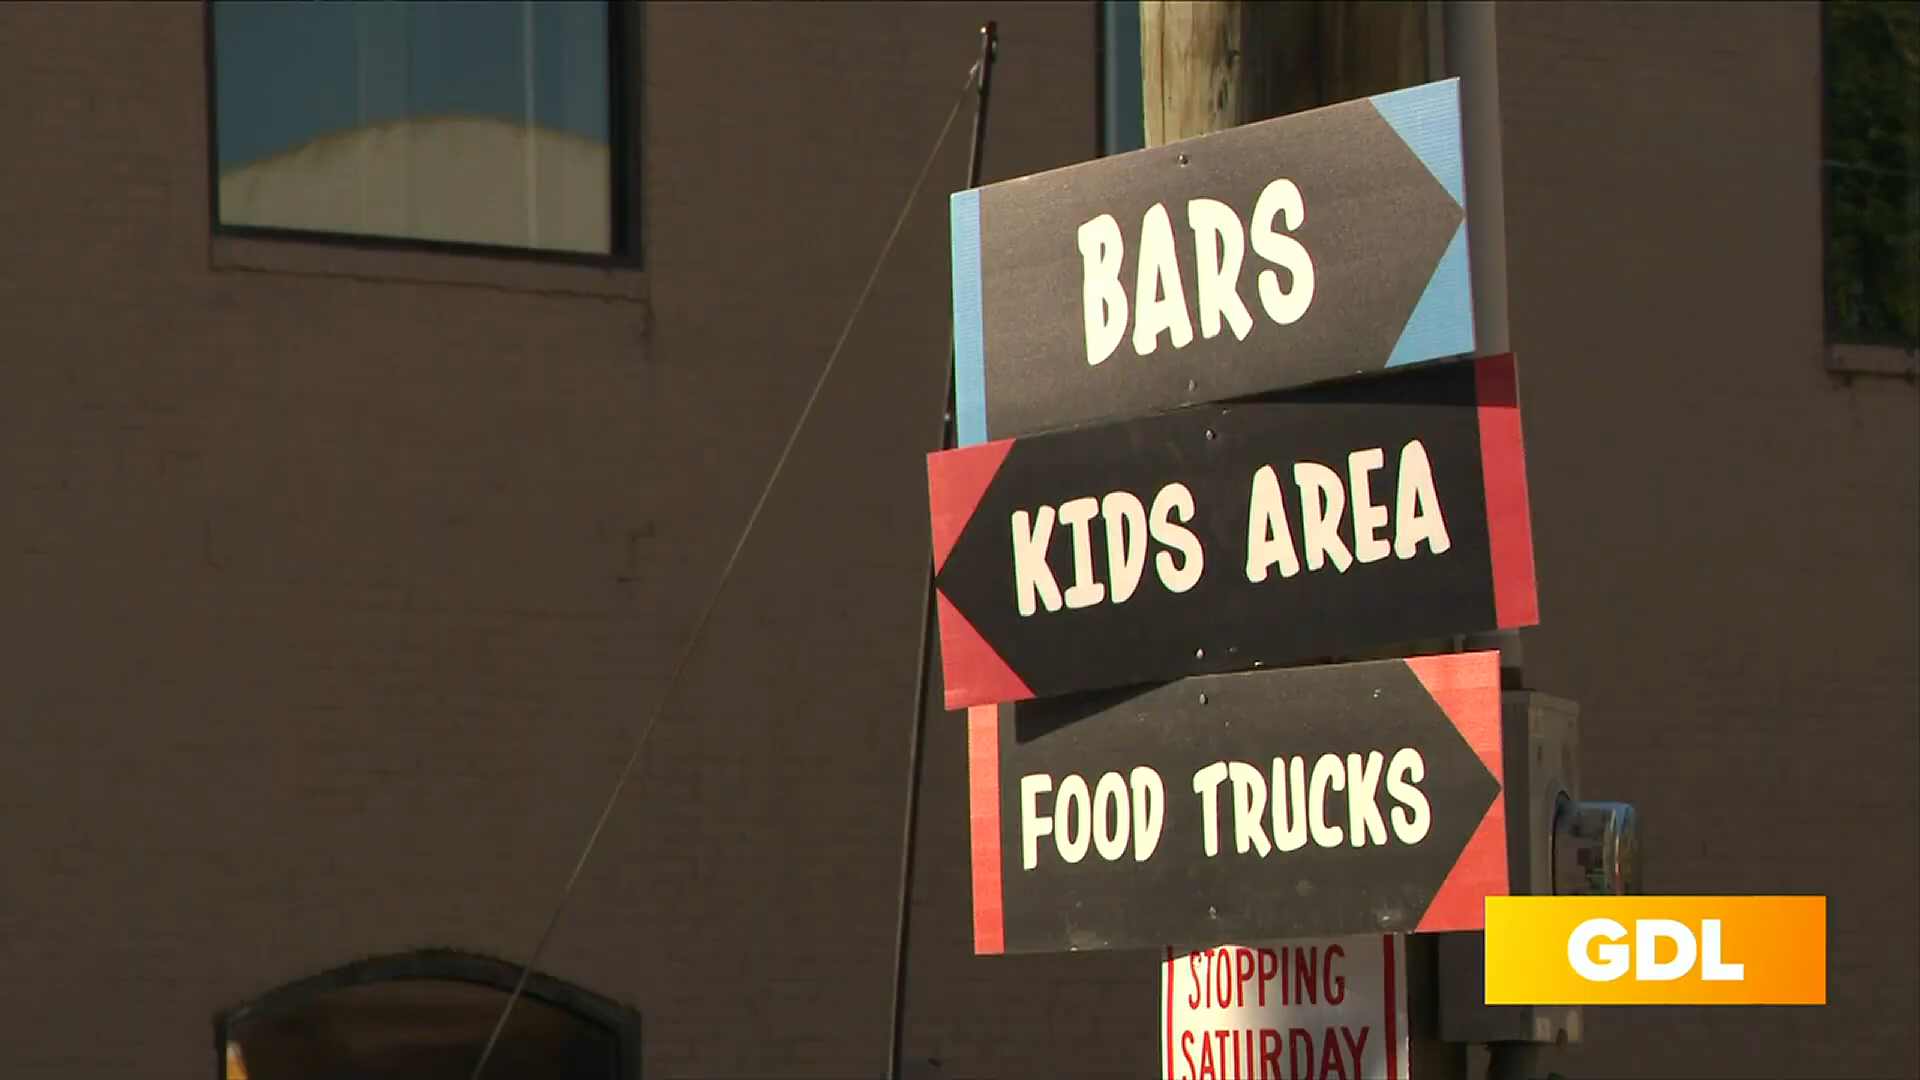 BARS
KIDS AREA
FOOD TRUCKS
STOPPING
SATURDAY
GDL